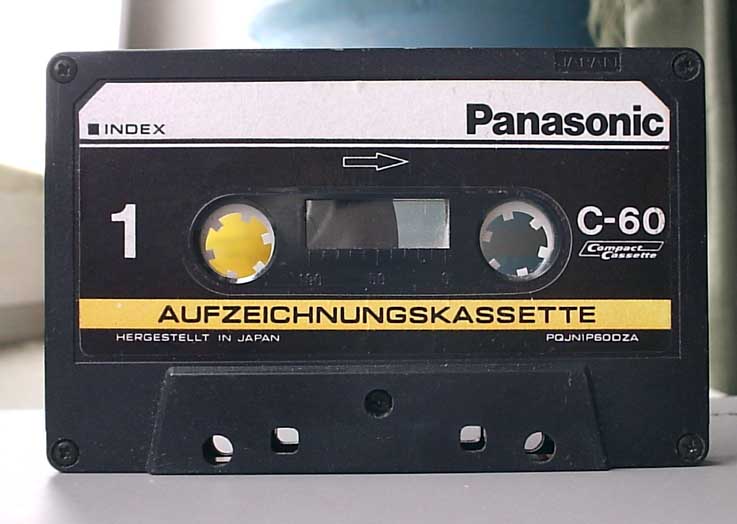 JAPAN
INDEX
Panasonic
1
C-60
Compact
Cassette
100 50 0
AUFZEICHNUNGSKASSETTE
HERGESTELLT IN JAPAN
PQJN1P60DZA